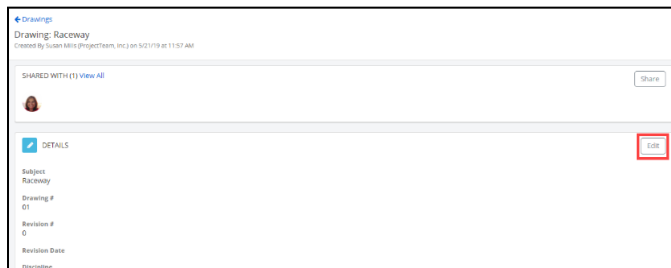 ← Drawings
Drawing: Raceway
Created By Susan Mills (ProjectTeam, Inc.) on 5/21/19 at 11:57 AM
SHARED WITH (1) View All
Share
DETAILS
Edit
Subject
Raceway
Drawing #
01
Revision #
0
Revision Date
Discipline